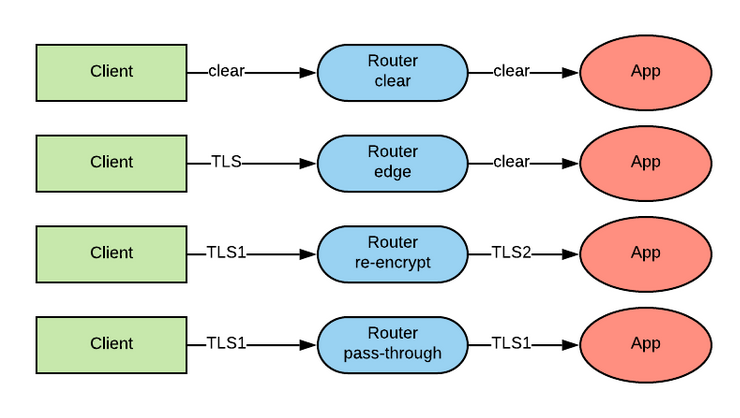 Client
clear
Router
clear
clear
App
Client
TLS
Router
edge
clear
App
Client
TLS1
Router
re-encrypt
TLS2
App
Client
TLS1
Router
pass-through
TLS1
App